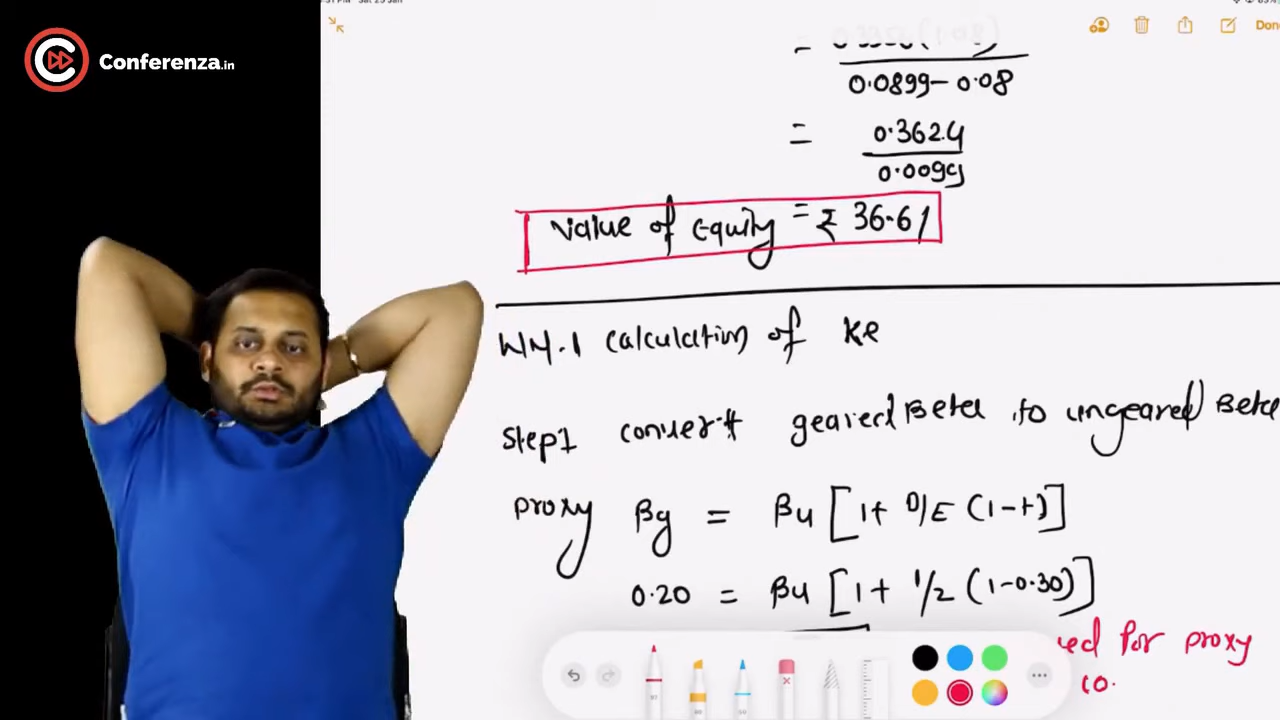 Conferenza.in
Done
0.0899 - 0.08
= 0.3624
0.0099
Value of Equity = ₹ 36.61
WN.1 calculation of Ke
Step1 convert geared Beta to ungeared Beta
proxy βg = βu [1+ D/E (1-t)]
0.20 = βu [1+ 1/2 (1-0.30)]
for proxy
co.